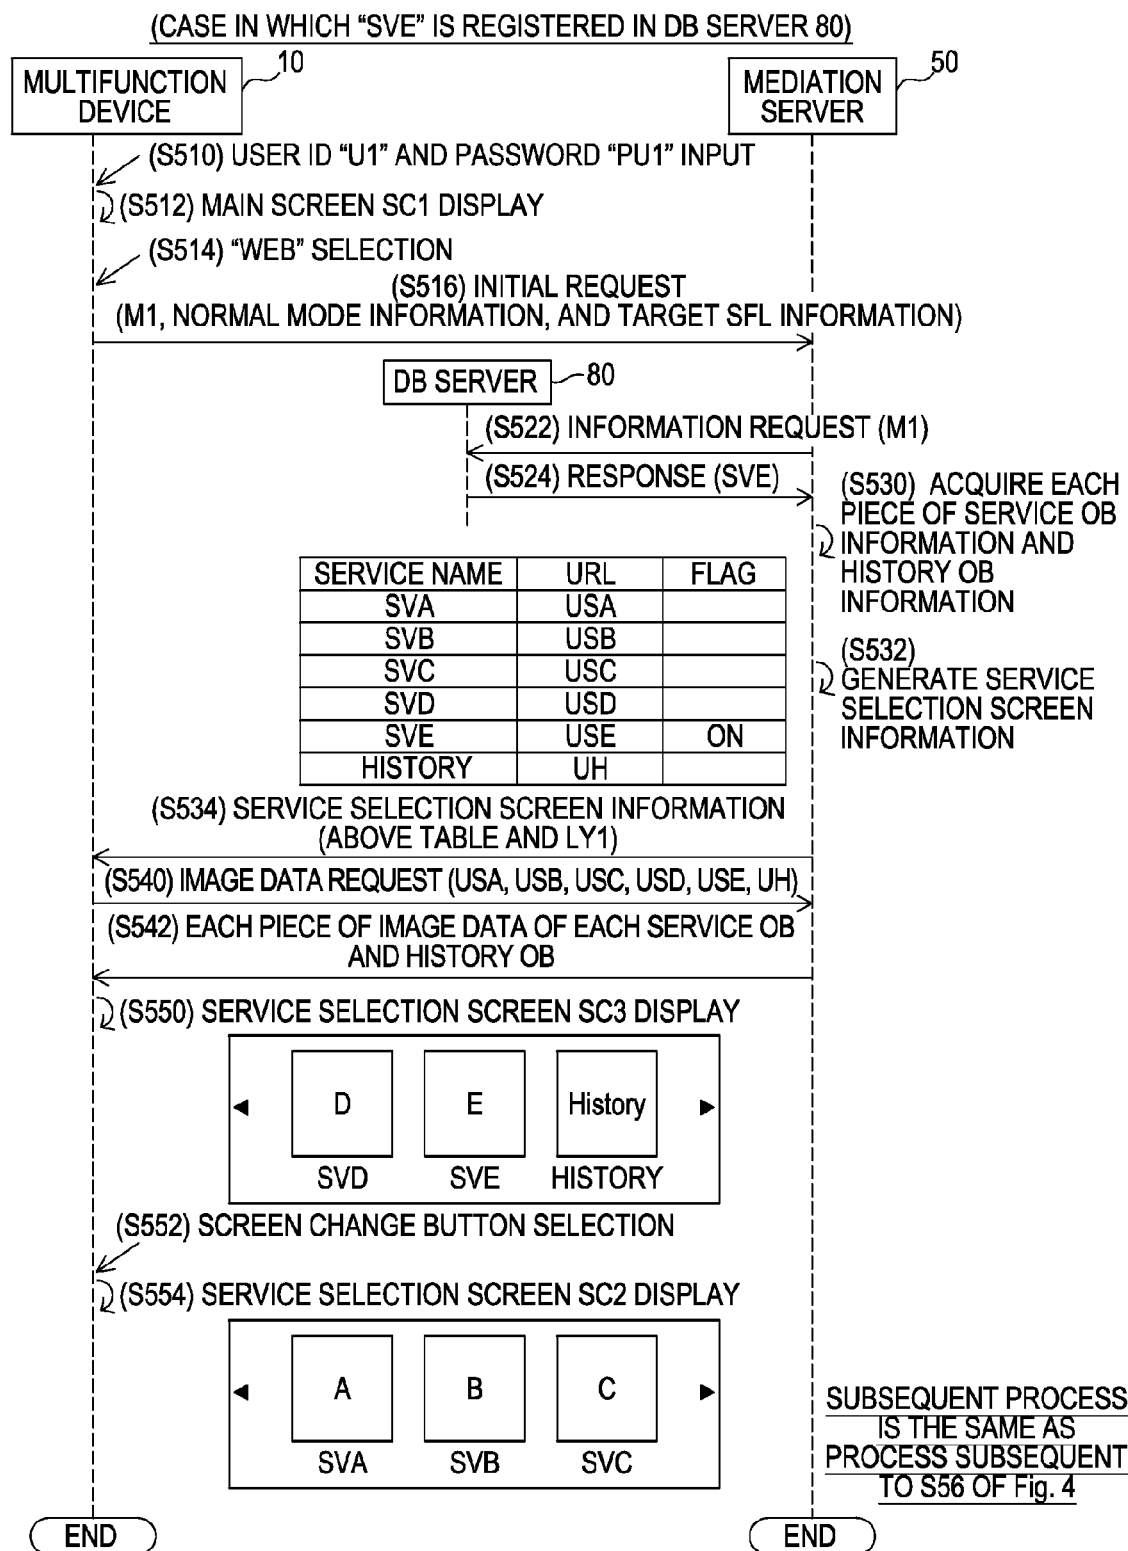 (CASE IN WHICH “SVE” IS REGISTERED IN DB SERVER 80)
10
50
MULTIFUNCTION
DEVICE
MEDIATION
SERVER
(S510) USER ID “U1” AND PASSWORD “PU1” INPUT
(S512) MAIN SCREEN SC1 DISPLAY
(S514) “WEB” SELECTION
(S516) INITIAL REQUEST
(M1, NORMAL MODE INFORMATION, AND TARGET SFL INFORMATION)
DB SERVER
80
(S522) INFORMATION REQUEST (M1)
(S524) RESPONSE (SVE)
(S530) ACQUIRE EACH
PIECE OF SERVICE OB
INFORMATION AND
HISTORY OB
INFORMATION
SERVICE NAME URL FLAG
SVA USA
SVB USB
SVC USC
SVD USD
SVE USE ON
HISTORY UH
(S532)
GENERATE SERVICE
SELECTION SCREEN
INFORMATION
(S534) SERVICE SELECTION SCREEN INFORMATION
(ABOVE TABLE AND LY1)
(S540) IMAGE DATA REQUEST (USA, USB, USC, USD, USE, UH)
(S542) EACH PIECE OF IMAGE DATA OF EACH SERVICE OB
AND HISTORY OB
(S550) SERVICE SELECTION SCREEN SC3 DISPLAY
D E History
SVD SVE HISTORY
(S552) SCREEN CHANGE BUTTON SELECTION
(S554) SERVICE SELECTION SCREEN SC2 DISPLAY
A B C
SVA SVB SVC
SUBSEQUENT PROCESS
IS THE SAME AS
PROCESS SUBSEQUENT
TO S56 OF Fig. 4
END
END